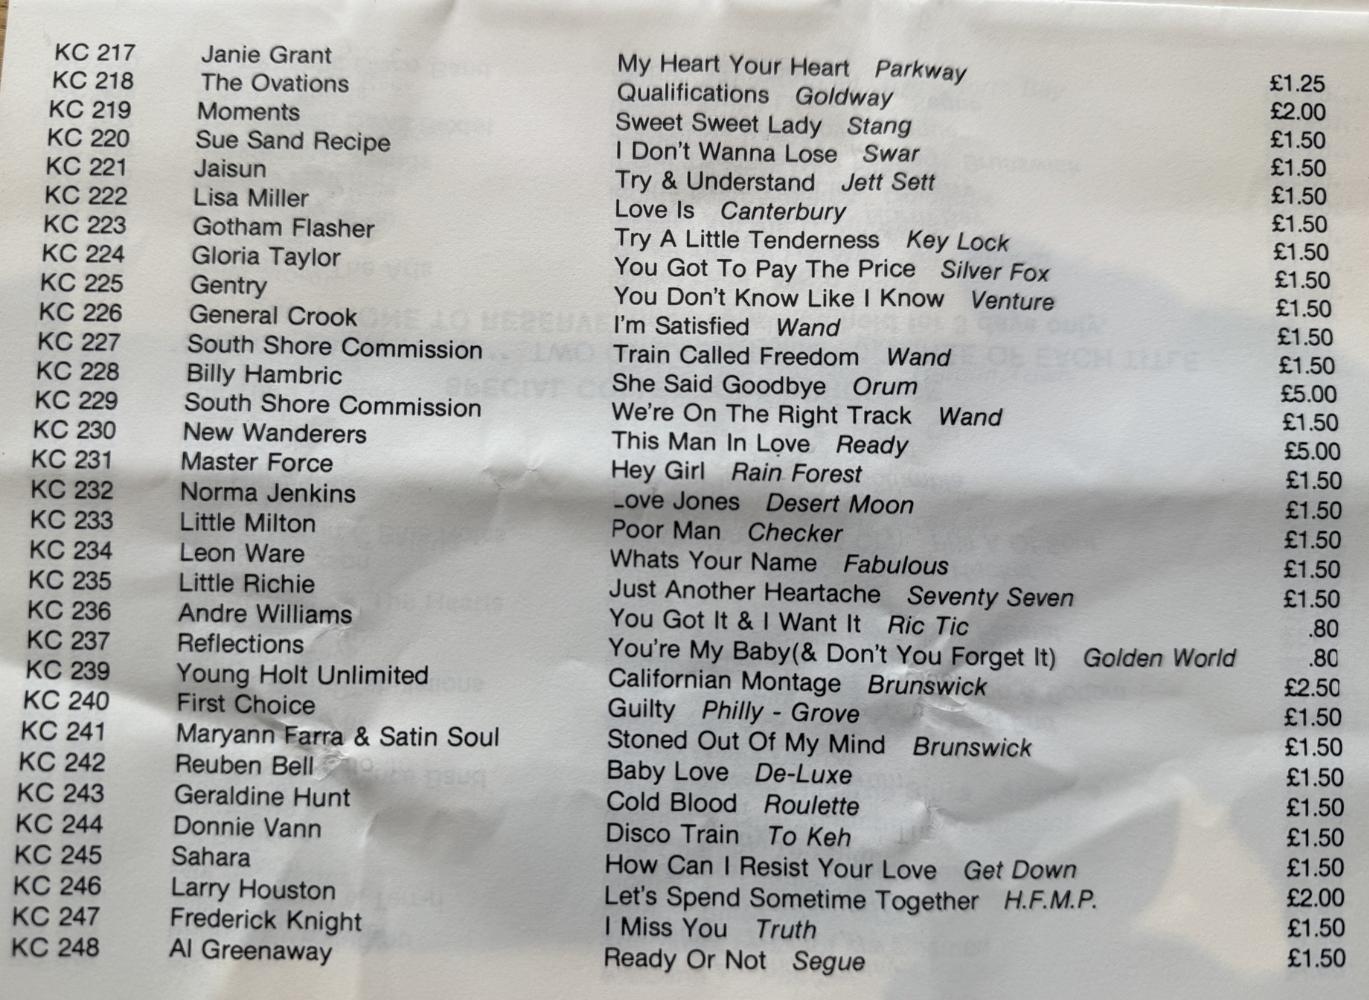 KC 217 Janie Grant My Heart Your Heart Parkway £1.25
KC 218 The Ovations Qualifications Goldway £2.00
KC 219 Moments Sweet Sweet Lady Stang £1.50
KC 220 Sue Sand Recipe I Don't Wanna Lose Swar £1.50
KC 221 Jaisun Try & Understand Jett Sett £1.50
KC 222 Lisa Miller Love Is Canterbury £1.50
KC 223 Gotham Flasher Try A Little Tenderness Key Lock £1.50
KC 224 Gloria Taylor You Got To Pay The Price Silver Fox £1.50
KC 225 Gentry You Don't Know Like I Know Venture £1.50
KC 226 General Crook I'm Satisfied Wand £1.50
KC 227 South Shore Commission Train Called Freedom Wand £1.50
KC 228 Billy Hambric She Said Goodbye Orum £5.00
KC 229 South Shore Commission We're On The Right Track Wand £1.50
KC 230 New Wanderers This Man In Love Ready £5.00
KC 231 Master Force Hey Girl Rain Forest £1.50
KC 232 Norma Jenkins Love Jones Desert Moon £1.50
KC 233 Little Milton Poor Man Checker £1.50
KC 234 Leon Ware Whats Your Name Fabulous £1.50
KC 235 Little Richie Just Another Heartache Seventy Seven £1.50
KC 236 Andre Williams You Got It & I Want It Ric Tic .80
KC 237 Reflections You're My Baby(& Don't You Forget It) Golden World .80
KC 239 Young Holt Unlimited Californian Montage Brunswick £2.50
KC 240 First Choice Guilty Philly - Grove £1.50
KC 241 Maryann Farra & Satin Soul Stoned Out Of My Mind Brunswick £1.50
KC 242 Reuben Bell Baby Love De-Luxe £1.50
KC 243 Geraldine Hunt Cold Blood Roulette £1.50
KC 244 Donnie Vann Disco Train To Keh £1.50
KC 245 Sahara How Can I Resist Your Love Get Down £1.50
KC 246 Larry Houston Let's Spend Sometime Together H.F.M.P. £2.00
KC 247 Frederick Knight I Miss You Truth £1.50
KC 248 Al Greenaway Ready Or Not Segue £1.50